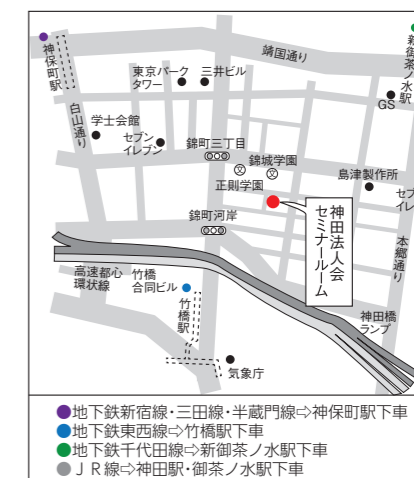 靖国通り
神保町駅
新御茶ノ水駅
東京パークタワー
三井ビル
GS
白山通り
学士会館
セブン
イレブン
錦町三丁目
錦城学園
正則学園
島津製作所
セブ
イレ
神田法人会
セミナールーム
錦町河岸
本郷通り
高速都心
環状線
竹橋
合同ビル
竹橋駅
神田橋
ランプ
気象庁
●地下鉄新宿線・三田線・半蔵門線⇨神保町駅下車
●地下鉄東西線⇨竹橋駅下車
●地下鉄千代田線⇨新御茶ノ水駅下車
●ＪＲ線⇨神田駅・御茶ノ水駅下車